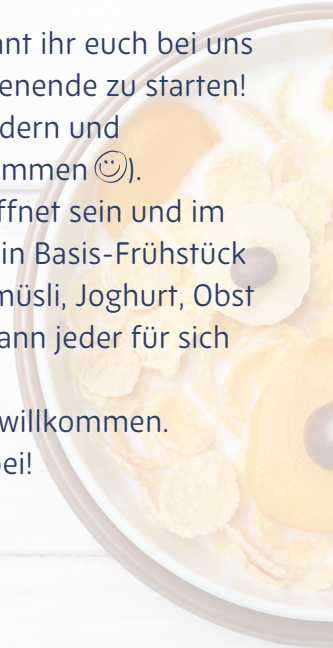 nt ihr euch bei uns
enende zu starten!
dern und
mmen ☺).
ffnet sein und im
in Basis-Frühstück
müsli, Joghurt, Obst
ann jeder für sich
willkommen.
ei!